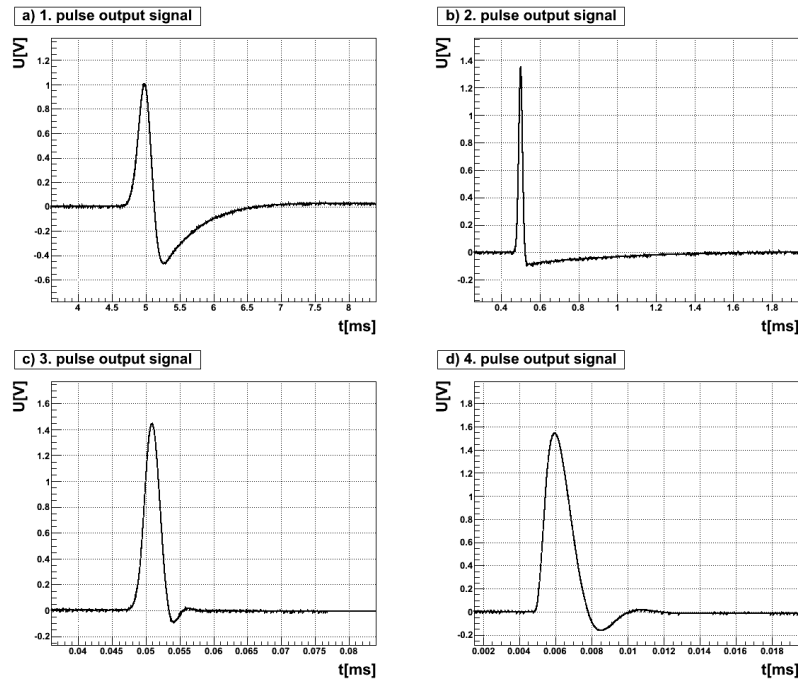 a) 1. pulse output signal
U[V]
1.2
1
0.8
0.6
0.4
0.2
0
-0.2
-0.4
-0.6
4 4.5 5 5.5 6 6.5 7 7.5 8
t[ms]
b) 2. pulse output signal
U[V]
1.4
1.2
1
0.8
0.6
0.4
0.2
0
-0.2
0.4 0.6 0.8 1 1.2 1.4 1.6 1.8
t[ms]
c) 3. pulse output signal
U[V]
1.6
1.4
1.2
1
0.8
0.6
0.4
0.2
0
-0.2
0.04 0.045 0.05 0.055 0.06 0.065 0.07 0.075 0.08
t[ms]
d) 4. pulse output signal
U[V]
1.8
1.6
1.4
1.2
1
0.8
0.6
0.4
0.2
0
-0.2
0.002 0.004 0.006 0.008 0.01 0.012 0.014 0.016 0.018
t[ms]